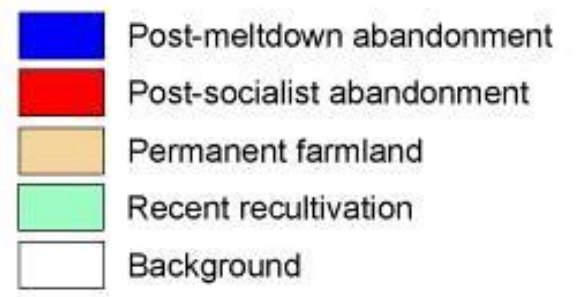 Post-meltdown abandonment
Post-socialist abandonment
Permanent farmland
Recent recultivation
Background